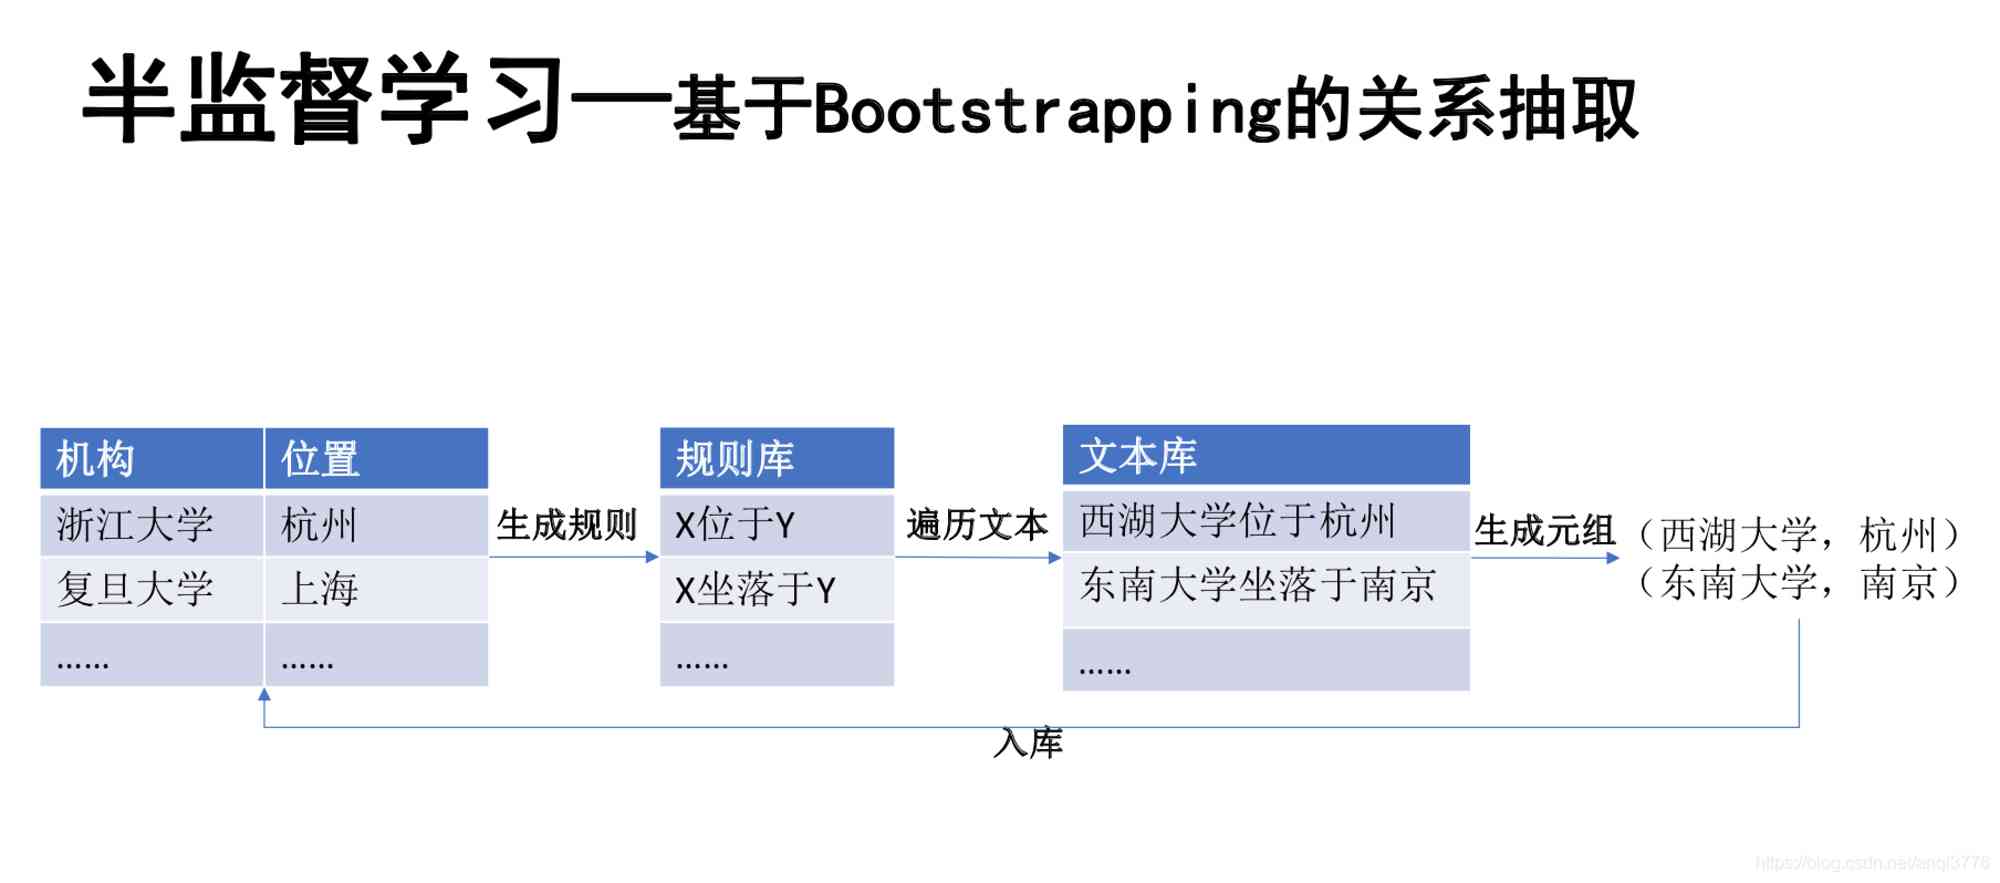 半监督学习—基于Bootstrapping的关系抽取
机构 位置
浙江大学 杭州
复旦大学 上海
…… ……
生成规则
规则库
X位于Y
X坐落于Y
……
遍历文本
文本库
西湖大学位于杭州
东南大学坐落于南京
……
生成元组
（西湖大学，杭州）
（东南大学，南京）
入库
https://blog.csdn.net/anqi3776